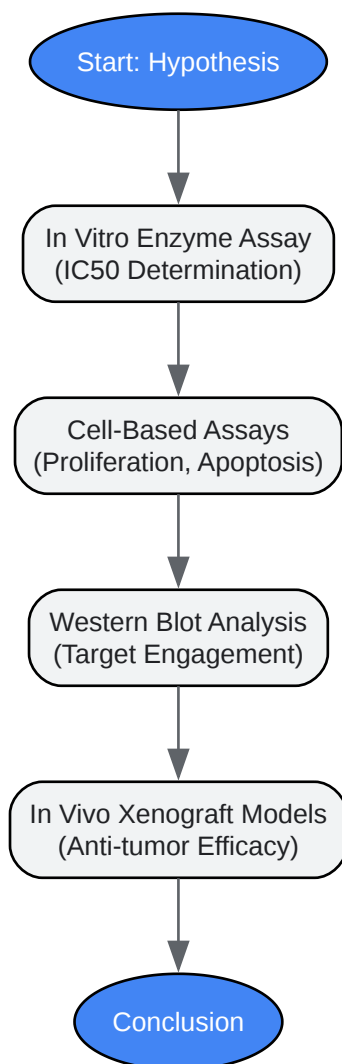 Start: Hypothesis
In Vitro Enzyme Assay
(IC50 Determination)
Cell-Based Assays
(Proliferation, Apoptosis)
Western Blot Analysis
(Target Engagement)
In Vivo Xenograft Models
(Anti-tumor Efficacy)
Conclusion